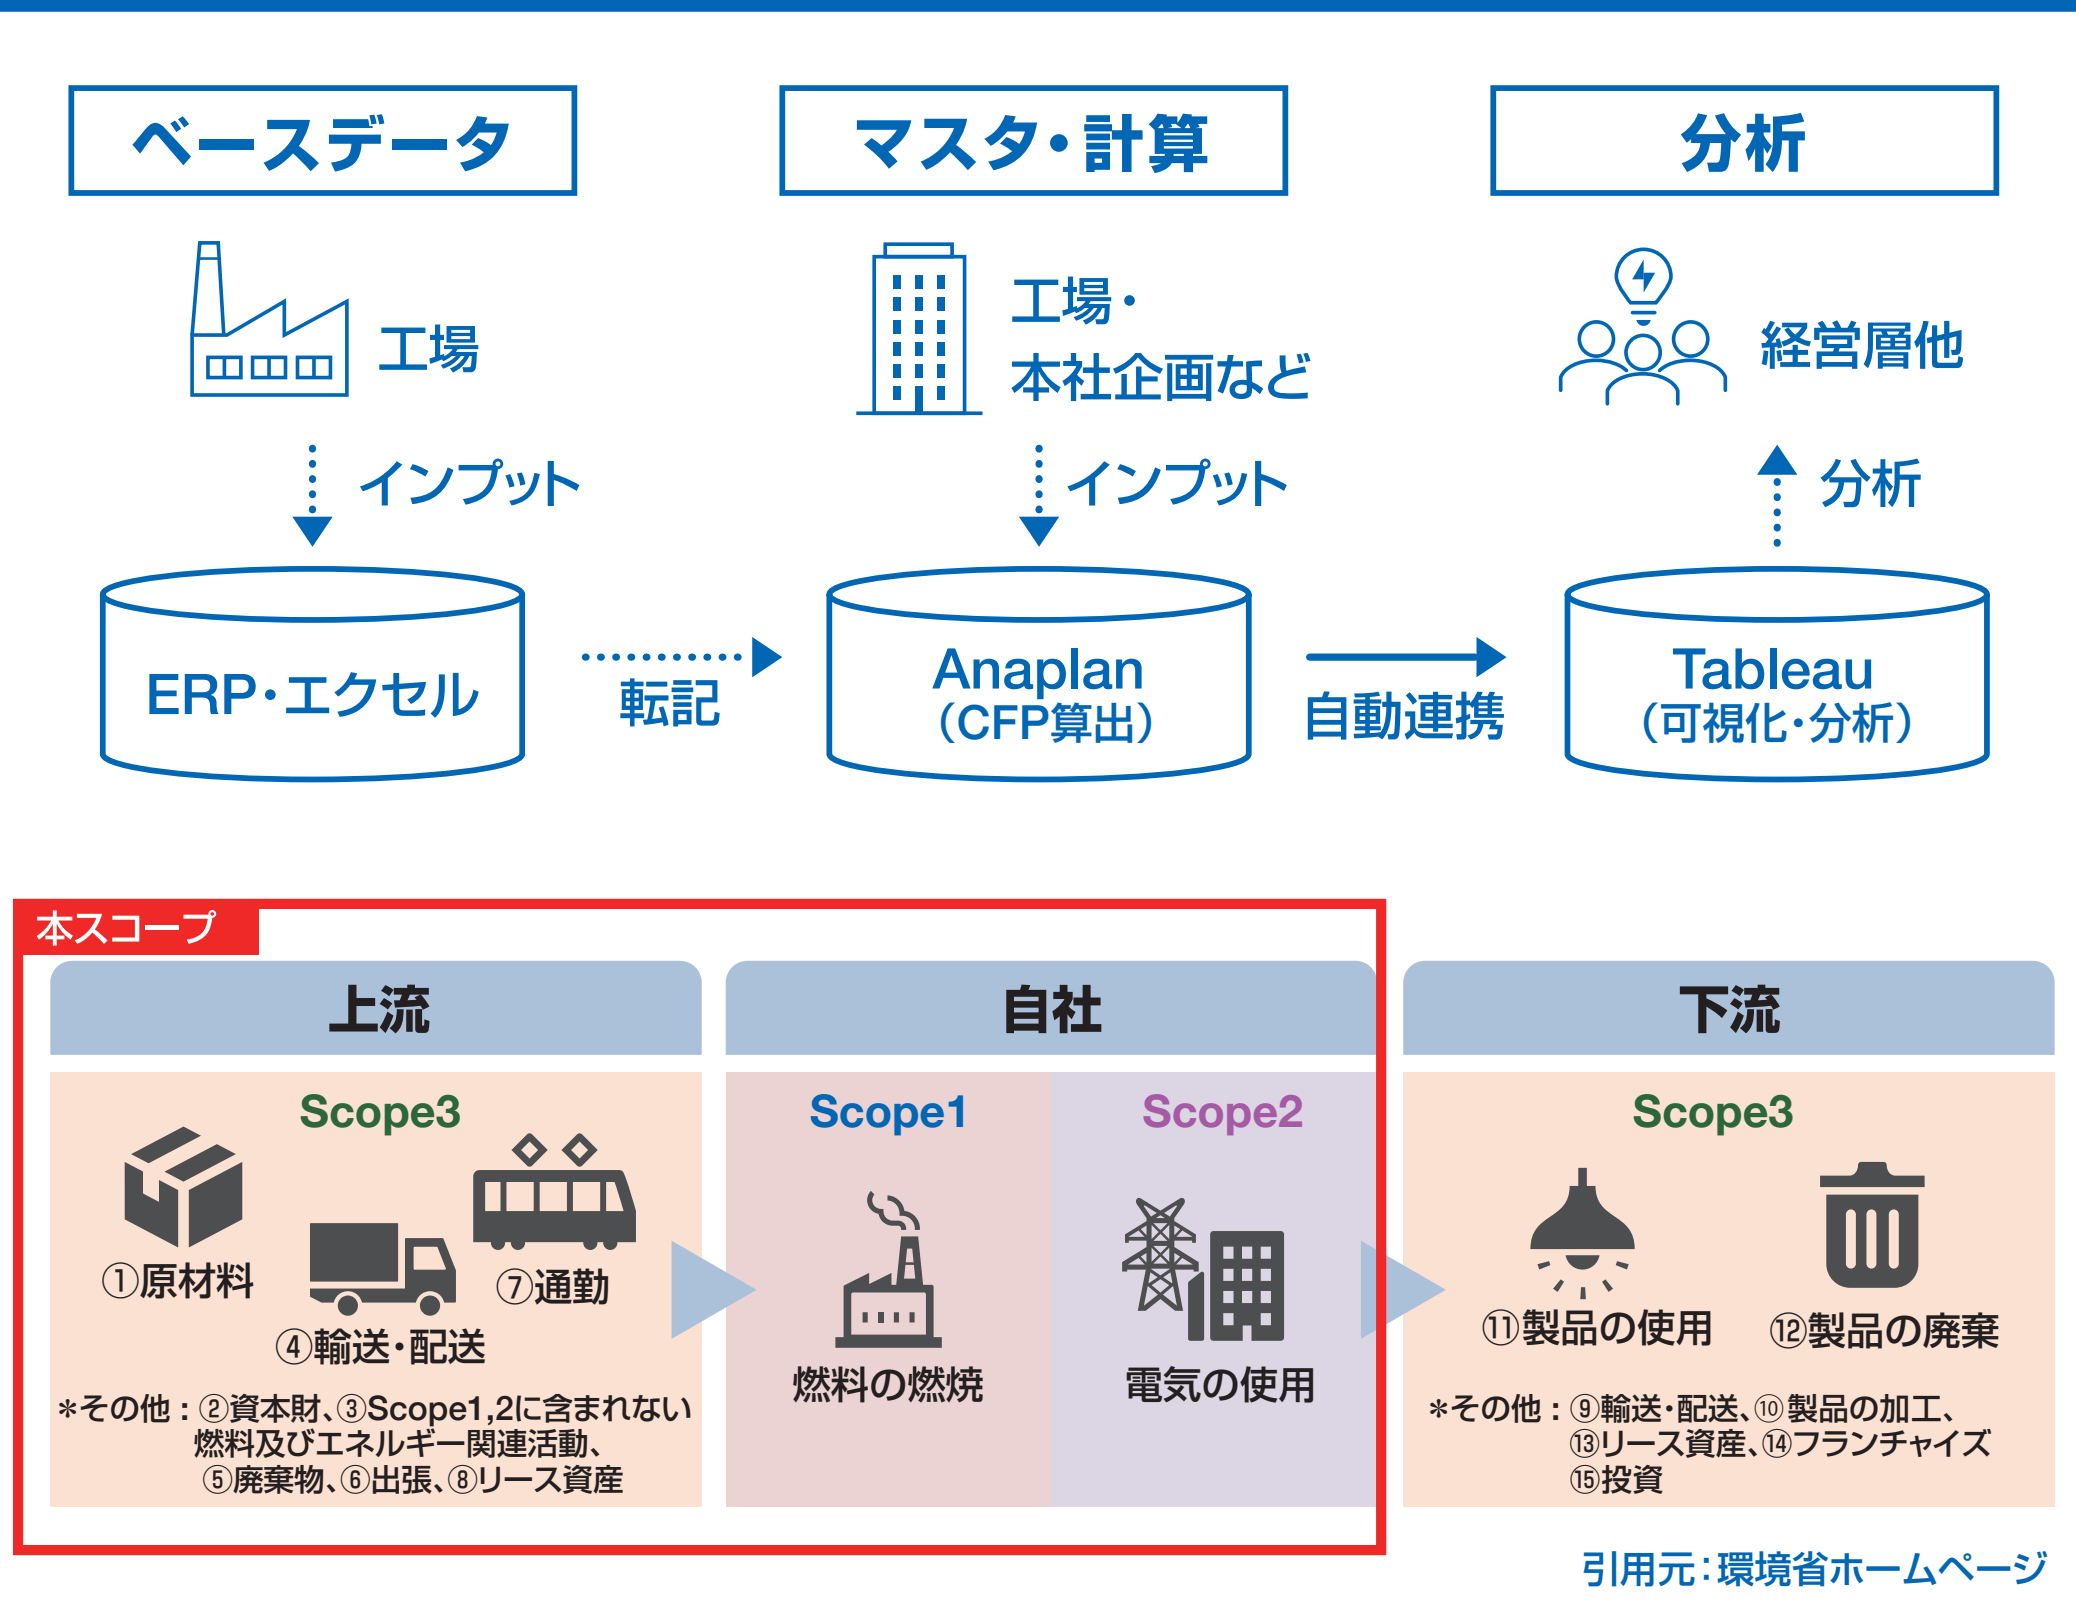 ベースデータ
マスタ・計算
分析
工場
工場・
本社企画など
経営層他
インプット
インプット
分析
ERP・エクセル
転記
Anaplan
（CFP算出）
自動連携
Tableau
（可視化・分析）
本スコープ
上流
自社
下流
Scope3
①原材料
④輸送・配送
⑦通勤
＊その他：②資本財、③Scope1,2に含まれない
燃料及びエネルギー関連活動、
⑤廃棄物、⑥出張、⑧リース資産
Scope1
燃料の燃焼
Scope2
電気の使用
Scope3
⑪製品の使用
⑫製品の廃棄
＊その他：⑨輸送・配送、⑩製品の加工、
⑬リース資産、⑭フランチャイズ
⑮投資
引用元：環境省ホームページ